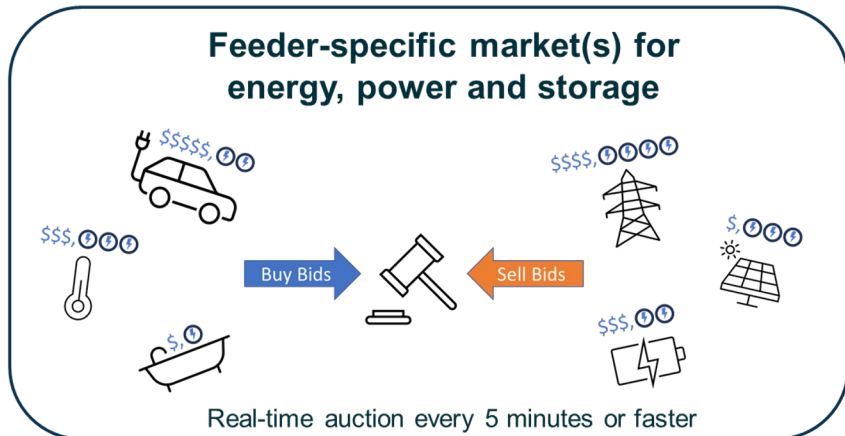 Feeder-specific market(s) for
energy, power and storage
$$$$$,
$$$$,
$$$,
$,
Buy Bids
Sell Bids
$$$,
$,
Real-time auction every 5 minutes or faster